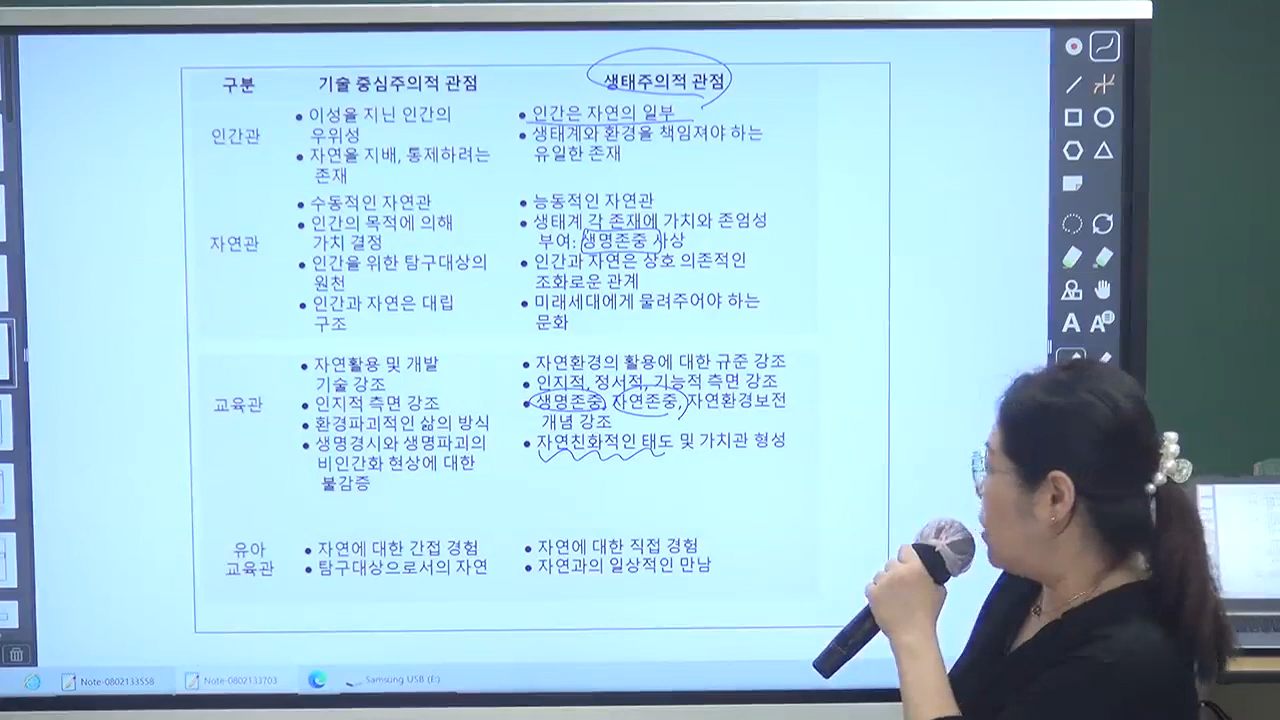 구분 기술 중심주의적 관점 생태주의적 관점
인간관
• 이성을 지닌 인간의
우위성
• 자연을 지배, 통제하려는
존재
• 인간은 자연의 일부
• 생태계와 환경을 책임져야 하는
유일한 존재
자연관
• 수동적인 자연관
• 인간의 목적에 의해
가치 결정
• 인간을 위한 탐구대상의
원천
• 인간과 자연은 대립
구조
• 능동적인 자연관
• 생태계 각 존재에 가치와 존엄성
부여: 생명존중 사상
• 인간과 자연은 상호 의존적인
조화로운 관계
• 미래세대에게 물려주어야 하는
문화
교육관
• 자연활용 및 개발
기술 강조
• 인지적 측면 강조
• 환경파괴적인 삶의 방식
• 생명경시와 생명파괴의
비인간화 현상에 대한
불감증
• 자연환경의 활용에 대한 규준 강조
• 인지적, 정서적, 기능적 측면 강조
• 생명존중, 자연존중, 자연환경보전
개념 강조
• 자연친화적인 태도 및 가치관 형성
유아
교육관
• 자연에 대한 간접 경험
• 탐구대상으로서의 자연
• 자연에 대한 직접 경험
• 자연과의 일상적인 만남
Note-0802133558 Note-0802133703 Samsung USB (E:)